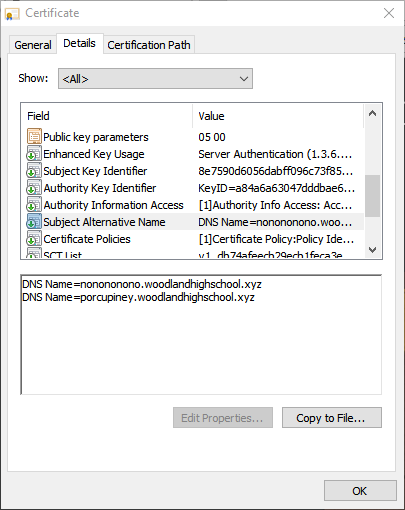 Certificate
General Details Certification Path
Show: <All>
Field Value
Public key parameters 05 00
Enhanced Key Usage Server Authentication (1.3.6....
Subject Key Identifier 8e7590d6056dabff096c73f85...
Authority Key Identifier KeyID=a84a6a63047dddbae6...
Authority Information Access [1]Authority Info Access: Acc...
Subject Alternative Name DNS Name=nonononono.woo...
Certificate Policies [1]Certificate Policy:Policy Ide...
SCT List v1, db74afeecb29ecb1feca3e...
DNS Name=nonononono.woodlandhighschool.xyz
DNS Name=porcupiney.woodlandhighschool.xyz
Edit Properties... Copy to File...
OK